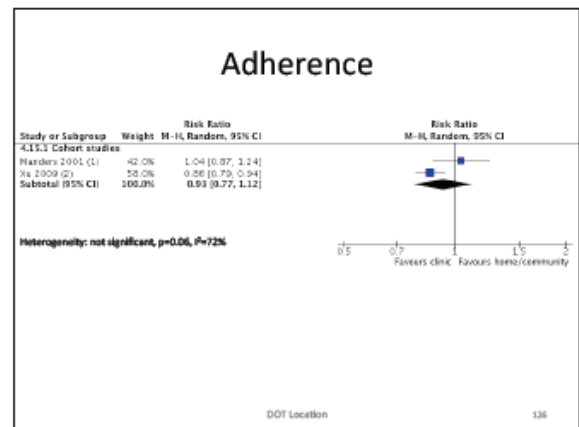 Adherence
Risk Ratio Risk Ratio
Study or Subgroup Weight M-H, Random, 95% CI M-H, Random, 95% CI
4.15.1 Cohort studies
Manders 2001 (1) 42.0% 1.04 [0.87, 1.24]
Xu 2009 (2) 58.0% 0.86 [0.79, 0.94]
Subtotal (95% CI) 100.0% 0.93 [0.77, 1.12]
Heterogeneity: not significant, p=0.06, I²=72%
0.5 0.7 1 1.5 2
Favours clinic Favours home/community
DOT Location 126